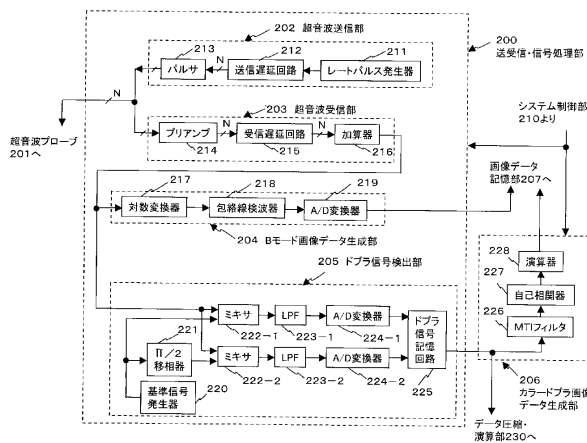 202 超音波送信部
213
212
211
パルサ
N
送信遅延回路
レートパルス発生器
200
送受信・信号処理部
N
203 超音波受信部
超音波プローブ
201へ
プリアンプ
N
受信遅延回路
N
加算器
214
215
216
システム制御部
210より
画像データ
記憶部207へ
217
218
219
対数変換器
包絡線検波器
A/D変換器
204 Bモード画像データ生成部
205 ドプラ信号検出部
228
演算器
227
自己相関器
226
MTIフィルタ
ミキサ
LPF
A/D変換器
222-1
223-1
224-1
ドプラ
信号
記憶
回路
225
221
Π/2
移相器
ミキサ
LPF
A/D変換器
222-2
223-2
224-2
基準信号
発生器
220
206
カラードプラ画像
データ生成部
データ圧縮・
演算部230へ